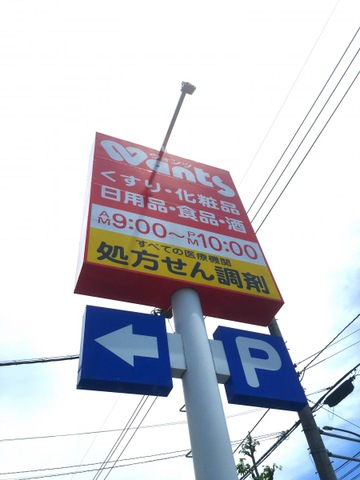 ウォンツ
Wants
くすり・化粧品
日用品・食品・酒
AM9:00～PM10:00
すべての医療機関
処方せん調剤
P